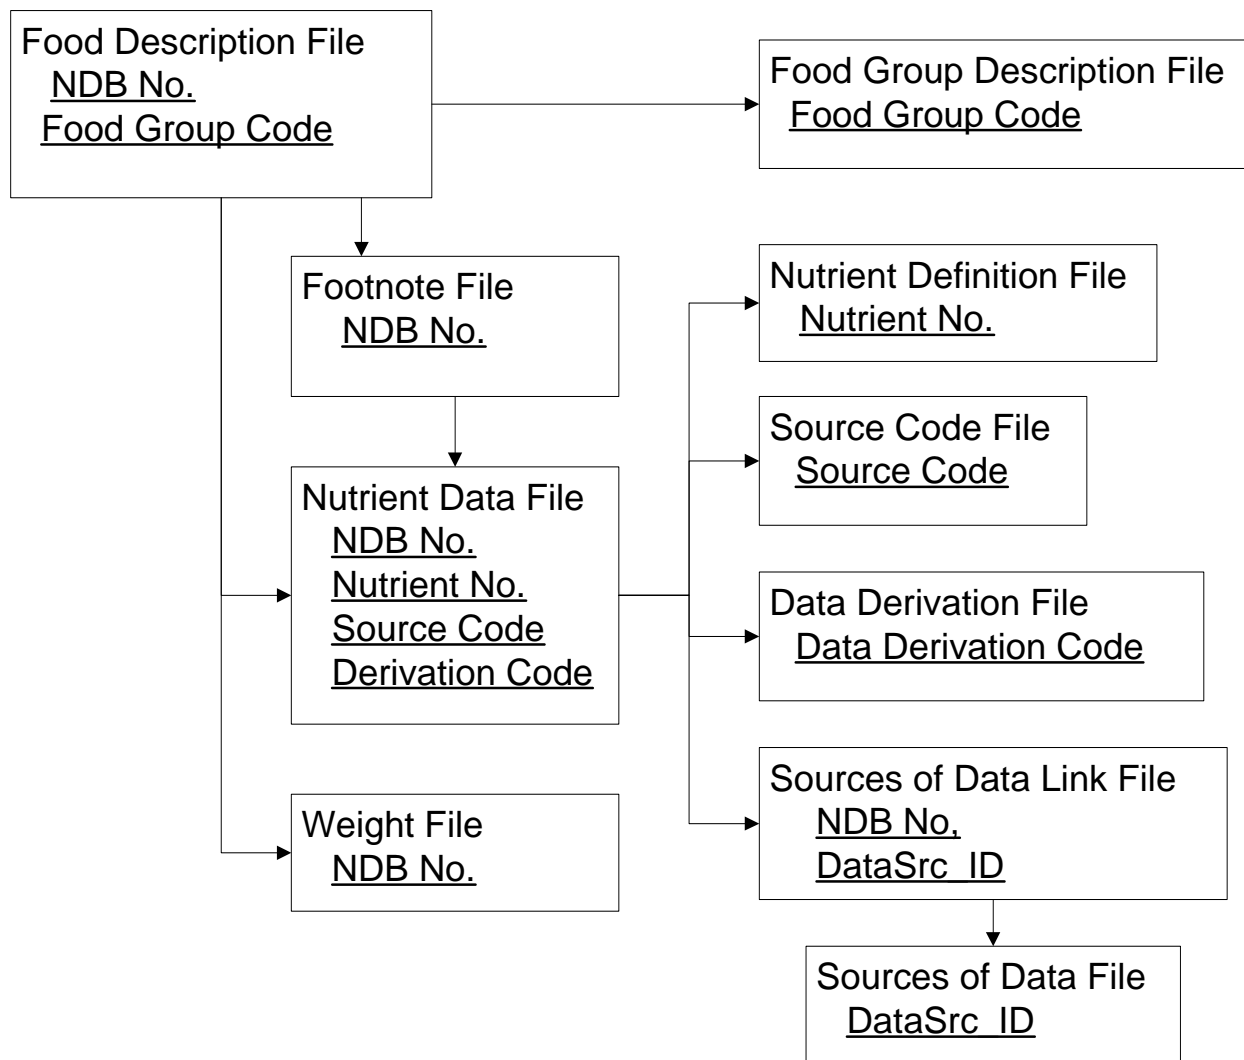 Food Description File
NDB No.
Food Group Code
Food Group Description File
Food Group Code
Footnote File
NDB No.
Nutrient Definition File
Nutrient No.
Source Code File
Source Code
Nutrient Data File
NDB No.
Nutrient No.
Source Code
Derivation Code
Data Derivation File
Data Derivation Code
Weight File
NDB No.
Sources of Data Link File
NDB No,
DataSrc_ID
Sources of Data File
DataSrc_ID